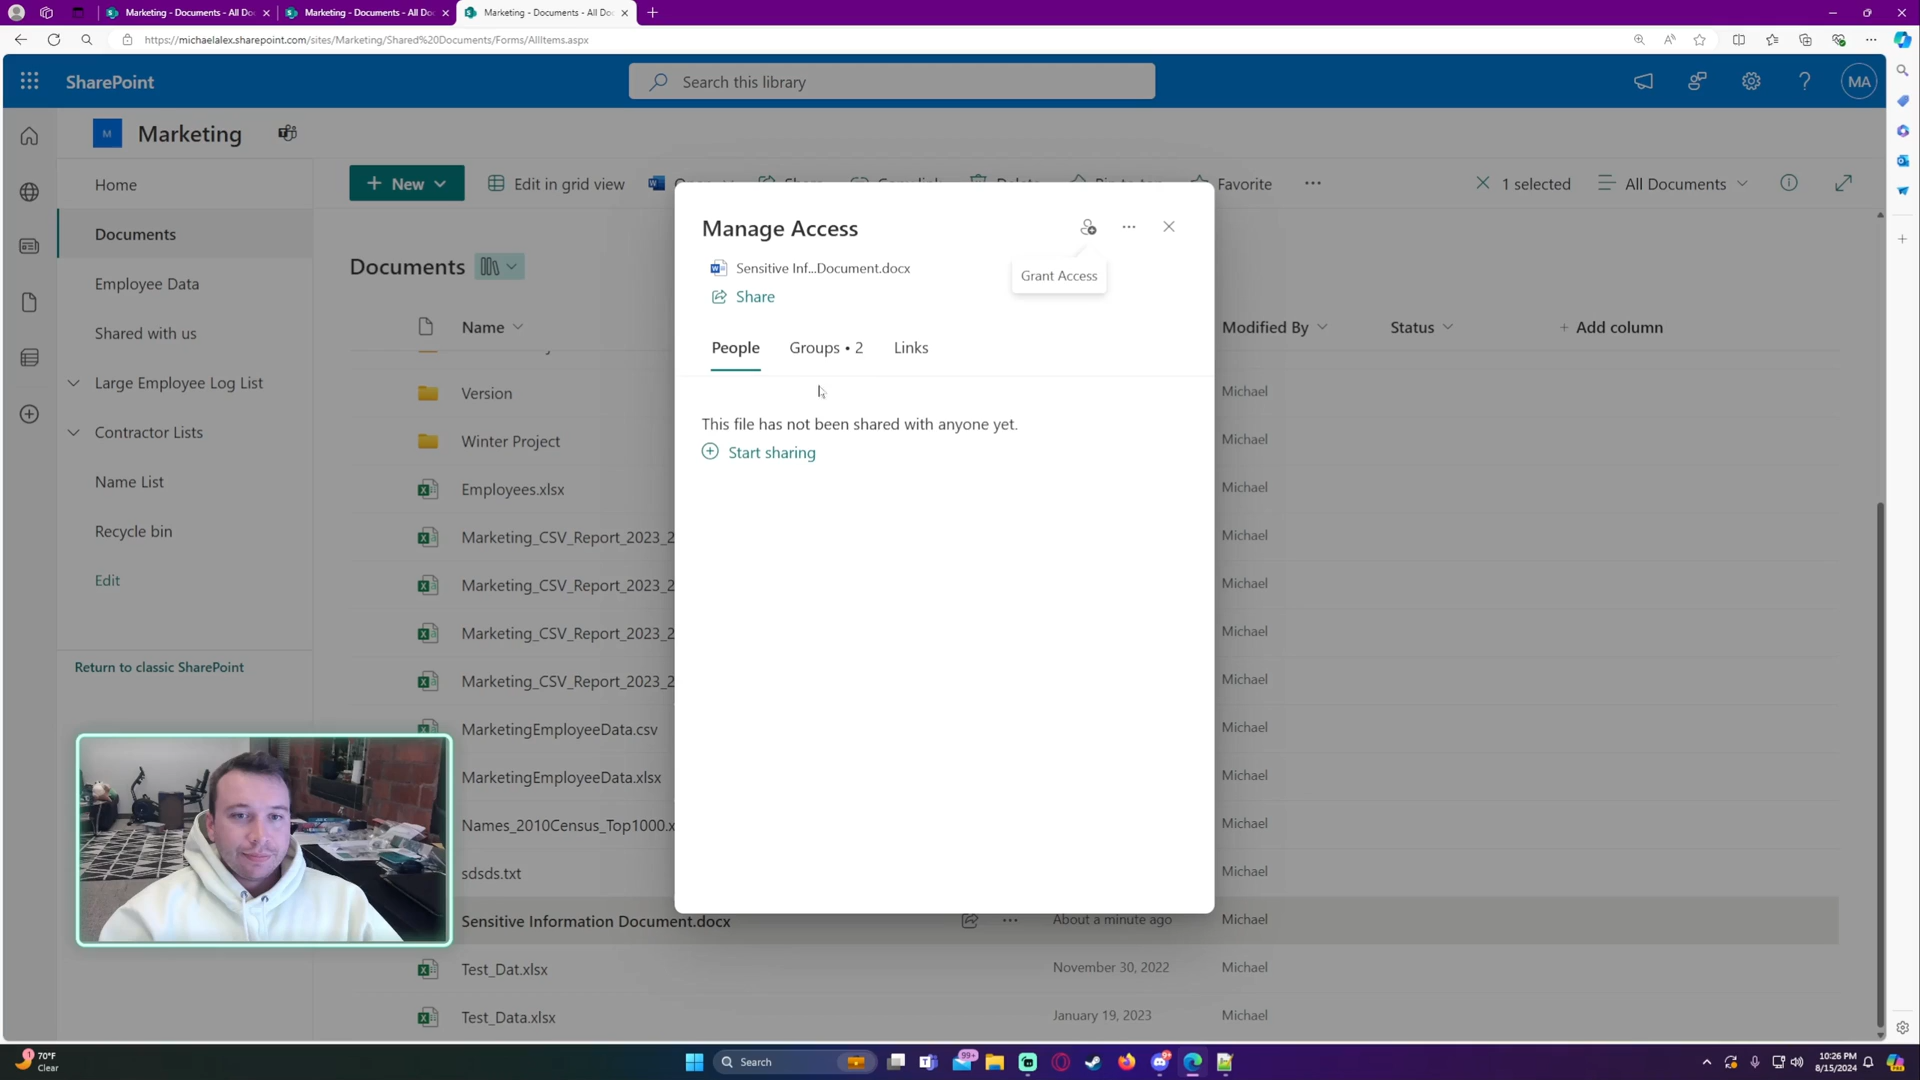 Marketing - Documents - All Do
Marketing - Documents - All Do
Marketing - Documents - All Do
https://michaelalex.sharepoint.com/sites/Marketing/Shared%20Documents/Forms/AllItems.aspx
SharePoint
Search this library
MA
M
Marketing
Home
Documents
Employee Data
Shared with us
Large Employee Log List
Contractor Lists
Name List
Recycle bin
Edit
Return to classic SharePoint
New
Edit in grid view
Favorite
1 selected
All Documents
Documents
Name
Modified By
Status
Add column
Version
Michael
Winter Project
Michael
Employees.xlsx
Michael
Marketing_CSV_Report_2023_2
Michael
Marketing_CSV_Report_2023_2
Michael
Marketing_CSV_Report_2023_2
Michael
Marketing_CSV_Report_2023_2
Michael
MarketingEmployeeData.csv
Michael
MarketingEmployeeData.xlsx
Michael
Names_2010Census_Top1000.x
Michael
sdsds.txt
Michael
Sensitive Information Document.docx
About a minute ago
Michael
Test_Dat.xlsx
November 30, 2022
Michael
Test_Data.xlsx
January 19, 2023
Michael
Manage Access
Sensitive Inf...Document.docx
Share
Grant Access
People
Groups • 2
Links
This file has not been shared with anyone yet.
Start sharing
70°F
Clear
Search
99+
10:26 PM
8/15/2024